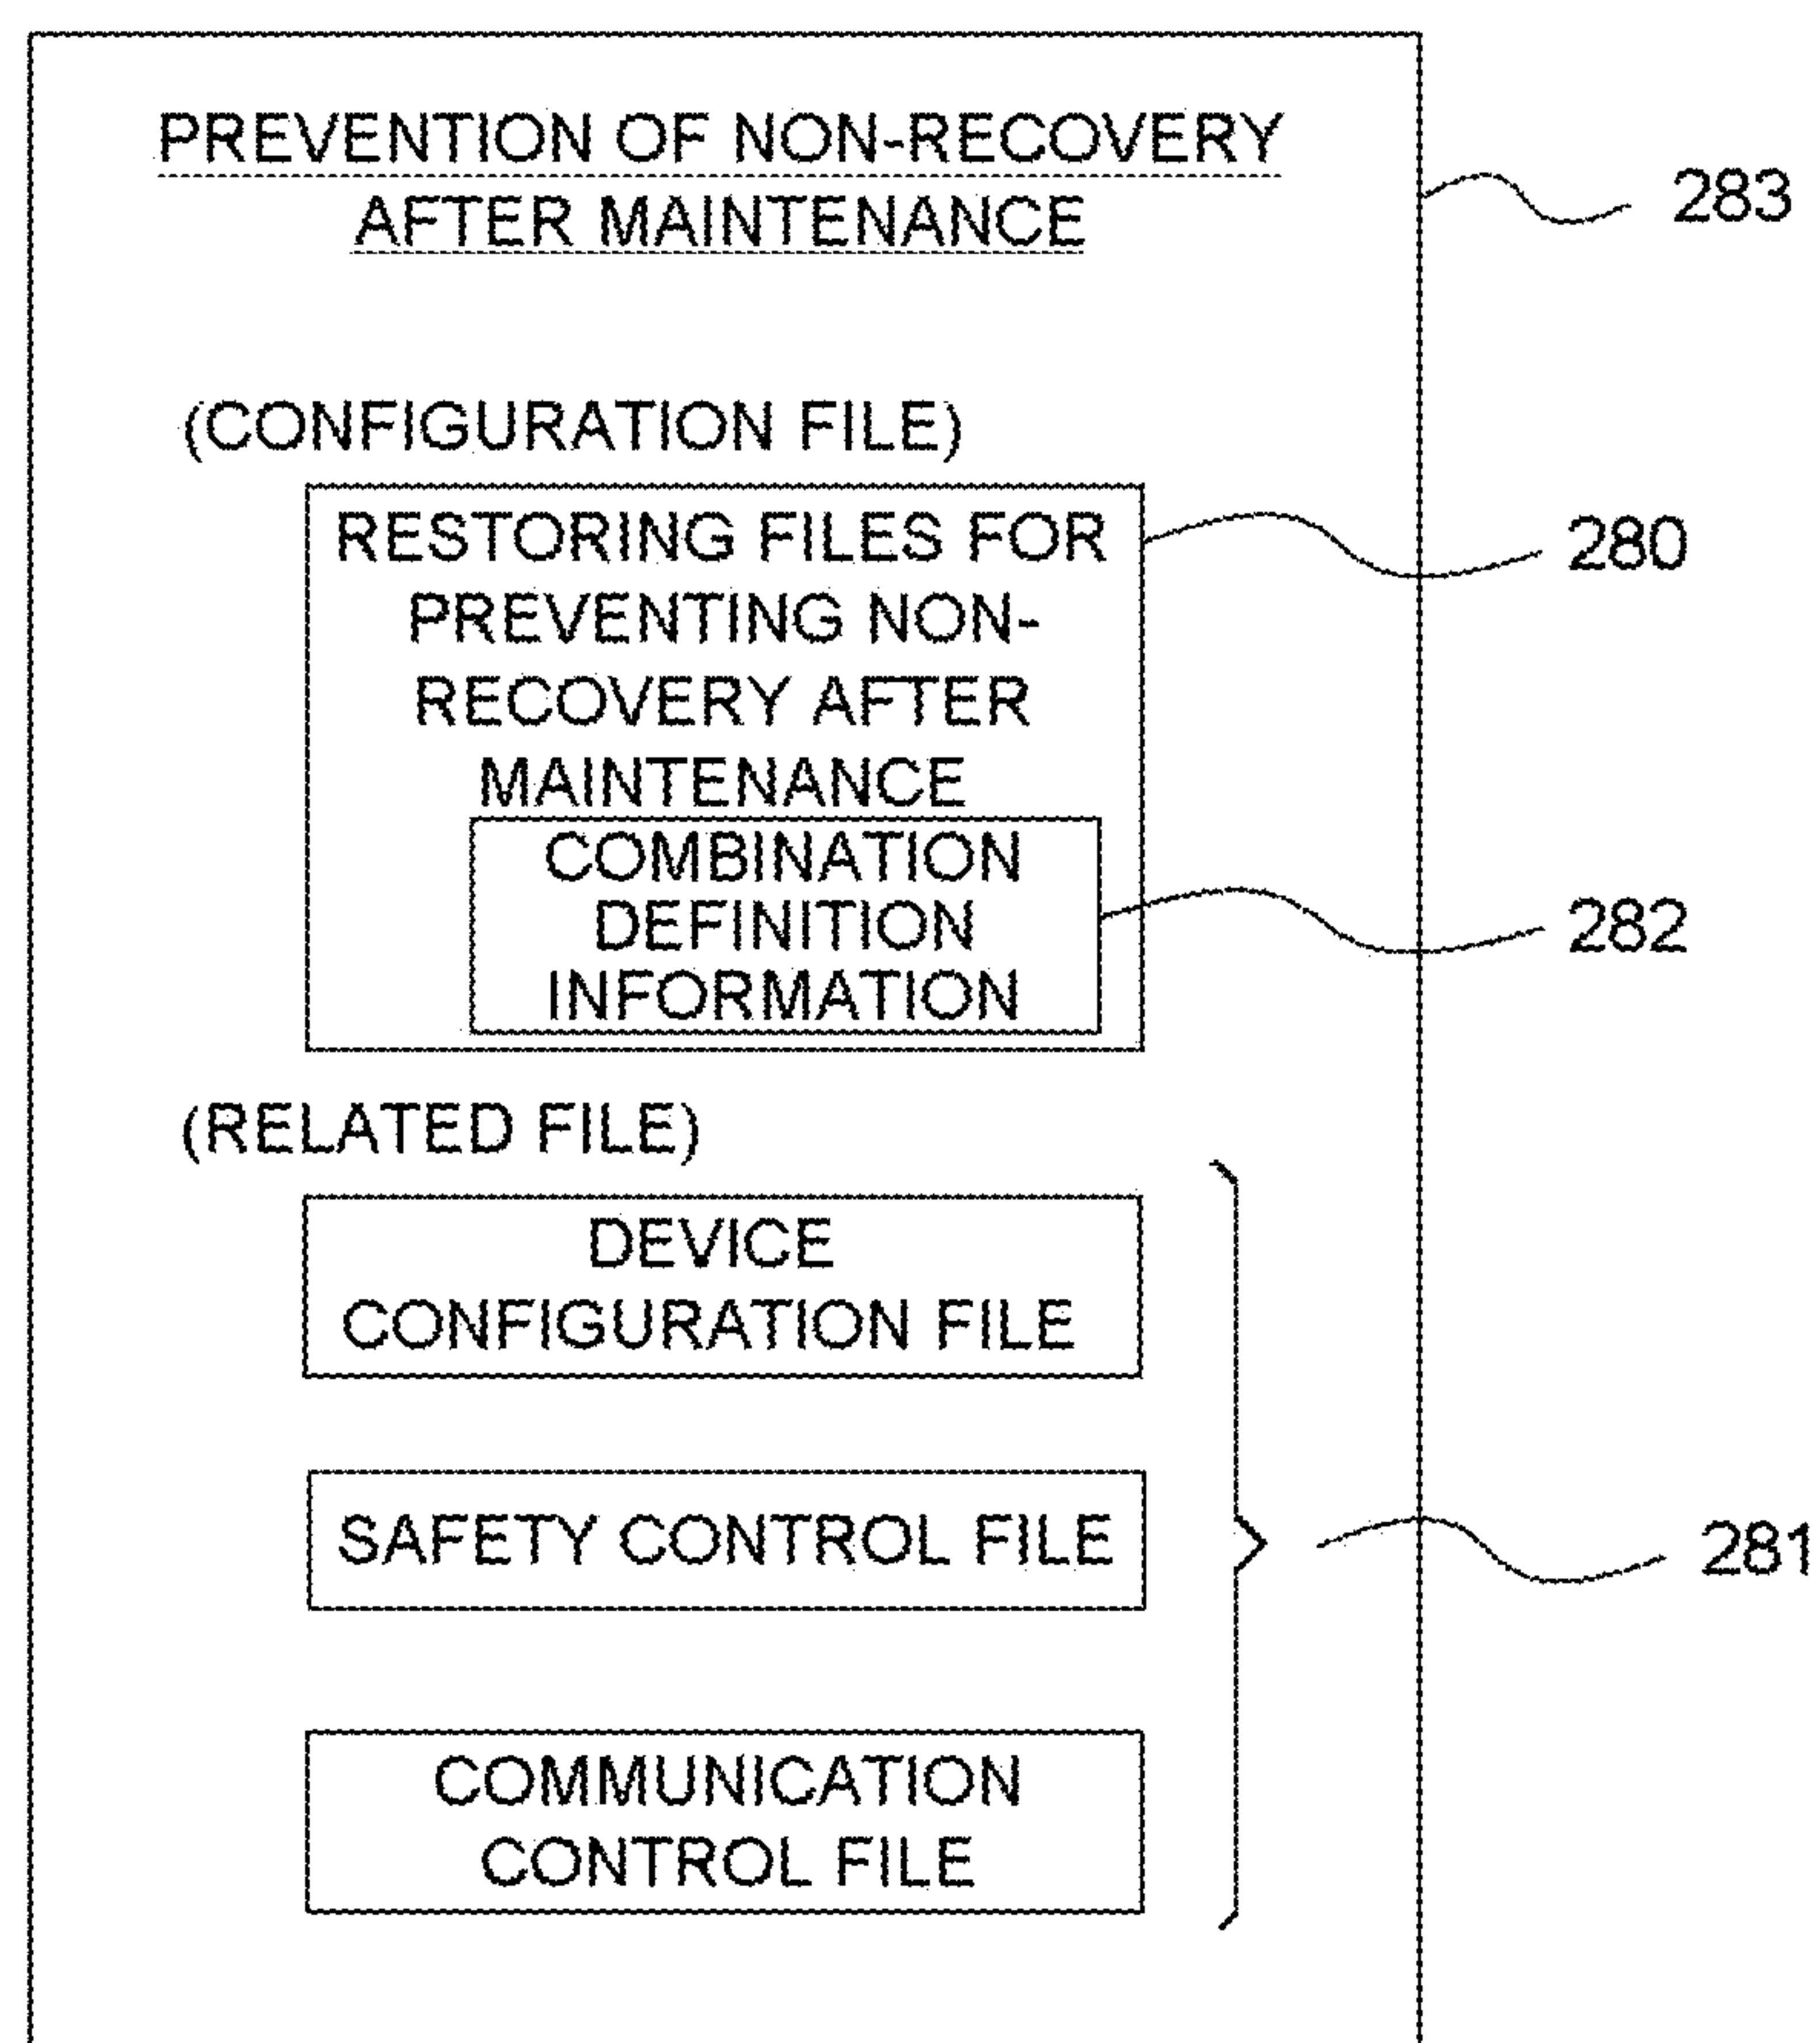 PREVENTION OF NON-RECOVERY
AFTER MAINTENANCE
283
(CONFIGURATION FILE)
RESTORING FILES FOR
PREVENTING NON-
RECOVERY AFTER
MAINTENANCE
280
COMBINATION
DEFINITION
INFORMATION
282
(RELATED FILE)
DEVICE
CONFIGURATION FILE
SAFETY CONTROL FILE
281
COMMUNICATION
CONTROL FILE